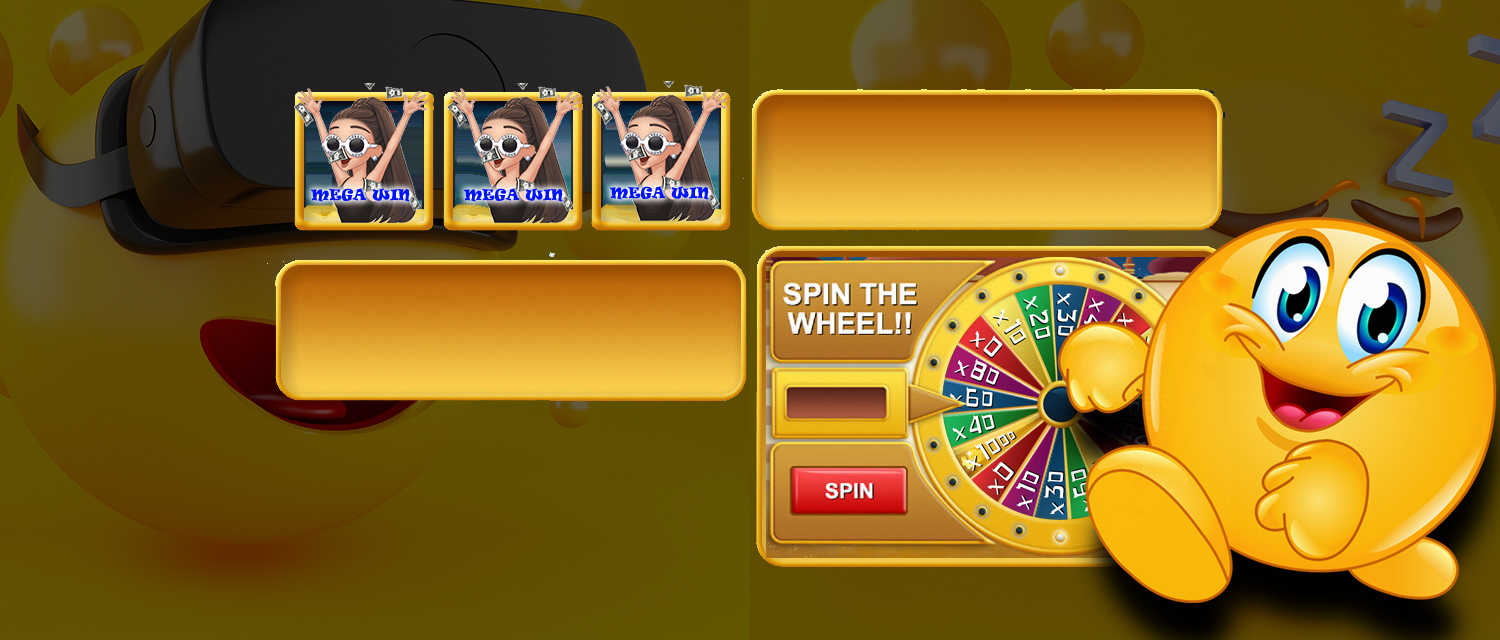 MEGA WIN
MEGA WIN
MEGA WIN
Z
SPIN THE
WHEEL!!
SPIN
x0
x10
x20
x30
x80
x60
x40
x1000
x0
x10
x30